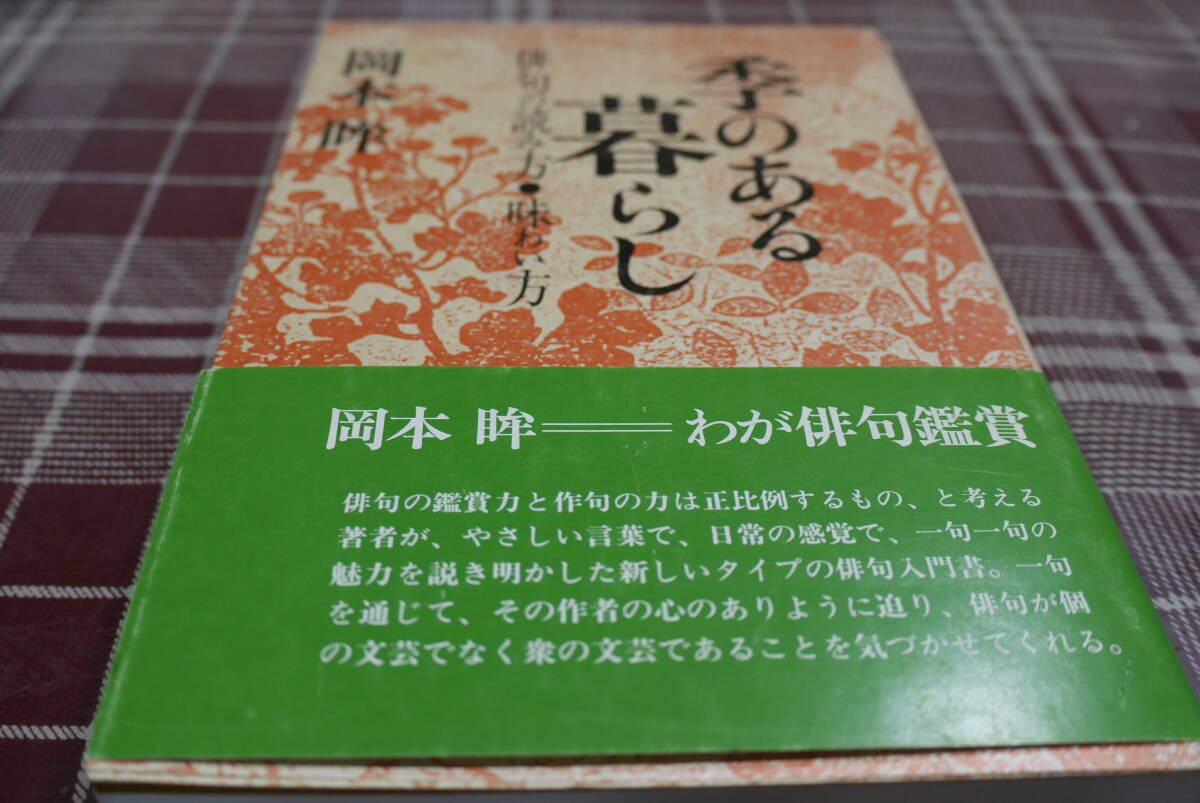 季のある
暮らし
俳句の読み方・味わい方
岡本眸
岡本 眸――わが俳句鑑賞
俳句の鑑賞力と作句の力は正比例するもの、と考える
著者が、やさしい言葉で、日常の感覚で、一句一句の
魅力を説き明かした新しいタイプの俳句入門書。一句
を通じて、その作者の心のありように迫り、俳句が個
の文芸でなく衆の文芸であることを気づかせてくれる。